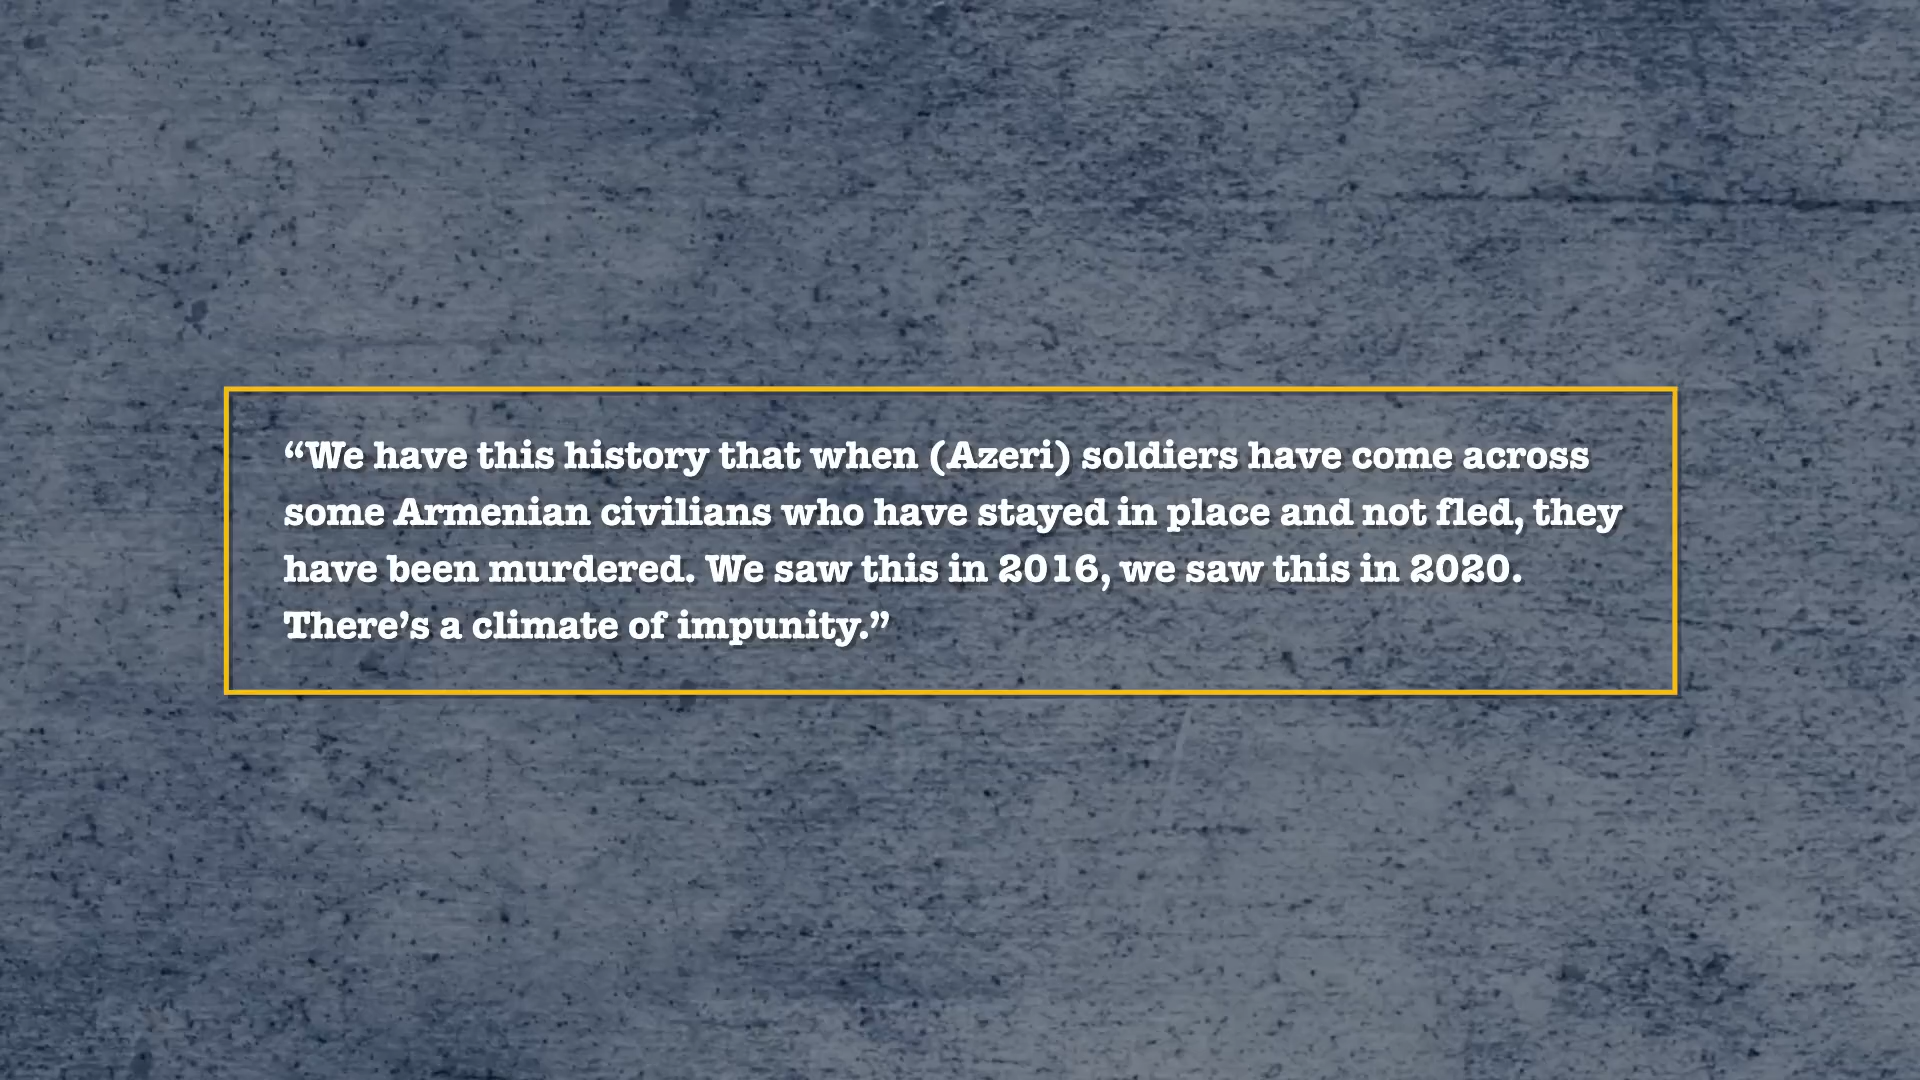 “We have this history that when (Azeri) soldiers have come across
some Armenian civilians who have stayed in place and not fled, they
have been murdered. We saw this in 2016, we saw this in 2020.
There’s a climate of impunity.”